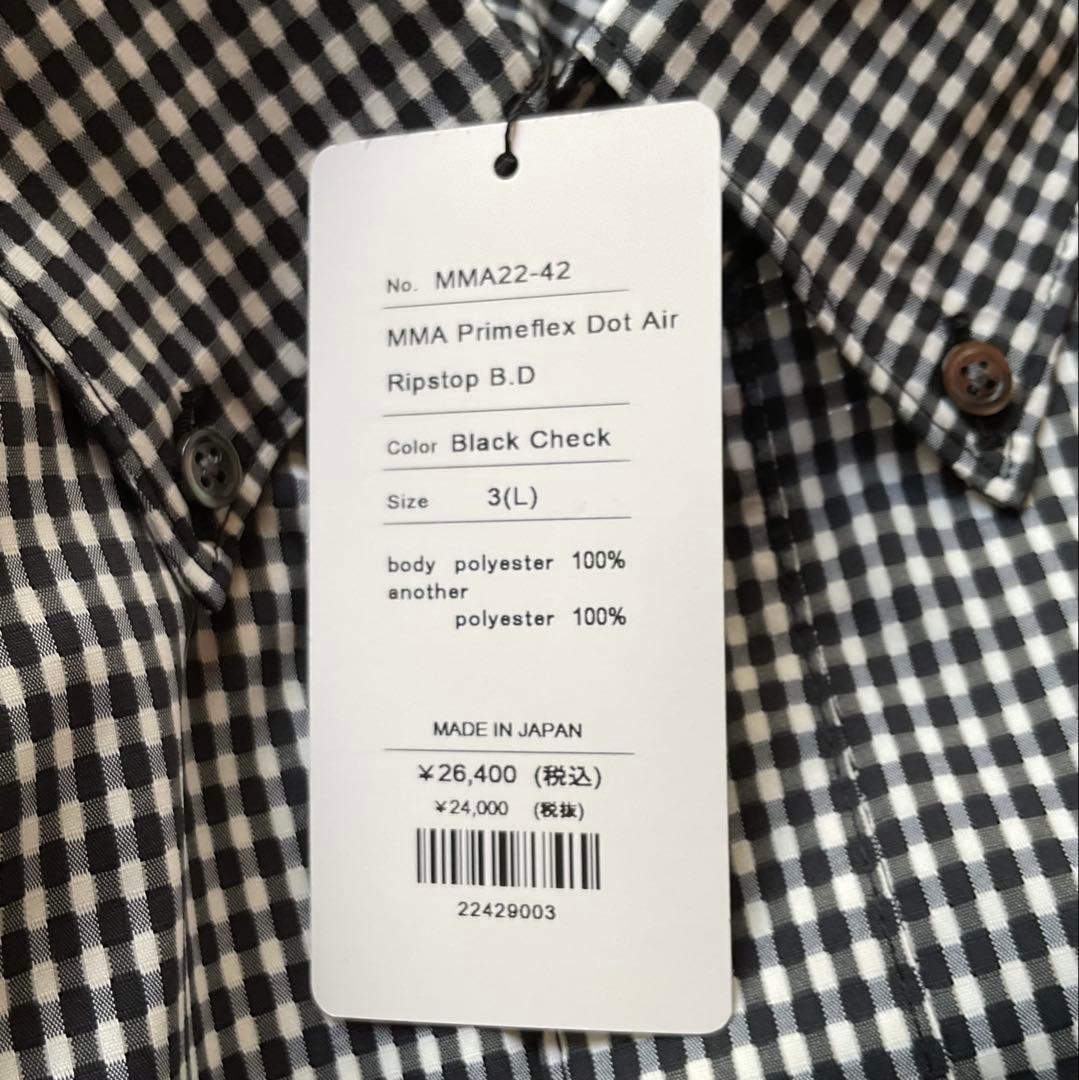 No. MMA22-42
MMA Primeflex Dot Air
Ripstop B.D
Color Black Check
Size 3(L)
body polyester 100%
another
polyester 100%
MADE IN JAPAN
¥26,400 (税込)
¥24,000 (税抜)
22429003